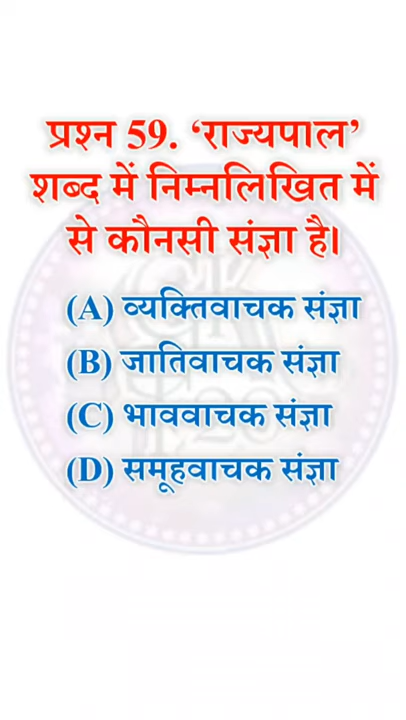 प्रश्न 59. ‘राज्यपाल’
शब्द में निम्नलिखित में
से कौनसी संज्ञा है।
(A) व्यक्तिवाचक संज्ञा
(B) जातिवाचक संज्ञा
(C) भाववाचक संज्ञा
(D) समूहवाचक संज्ञा